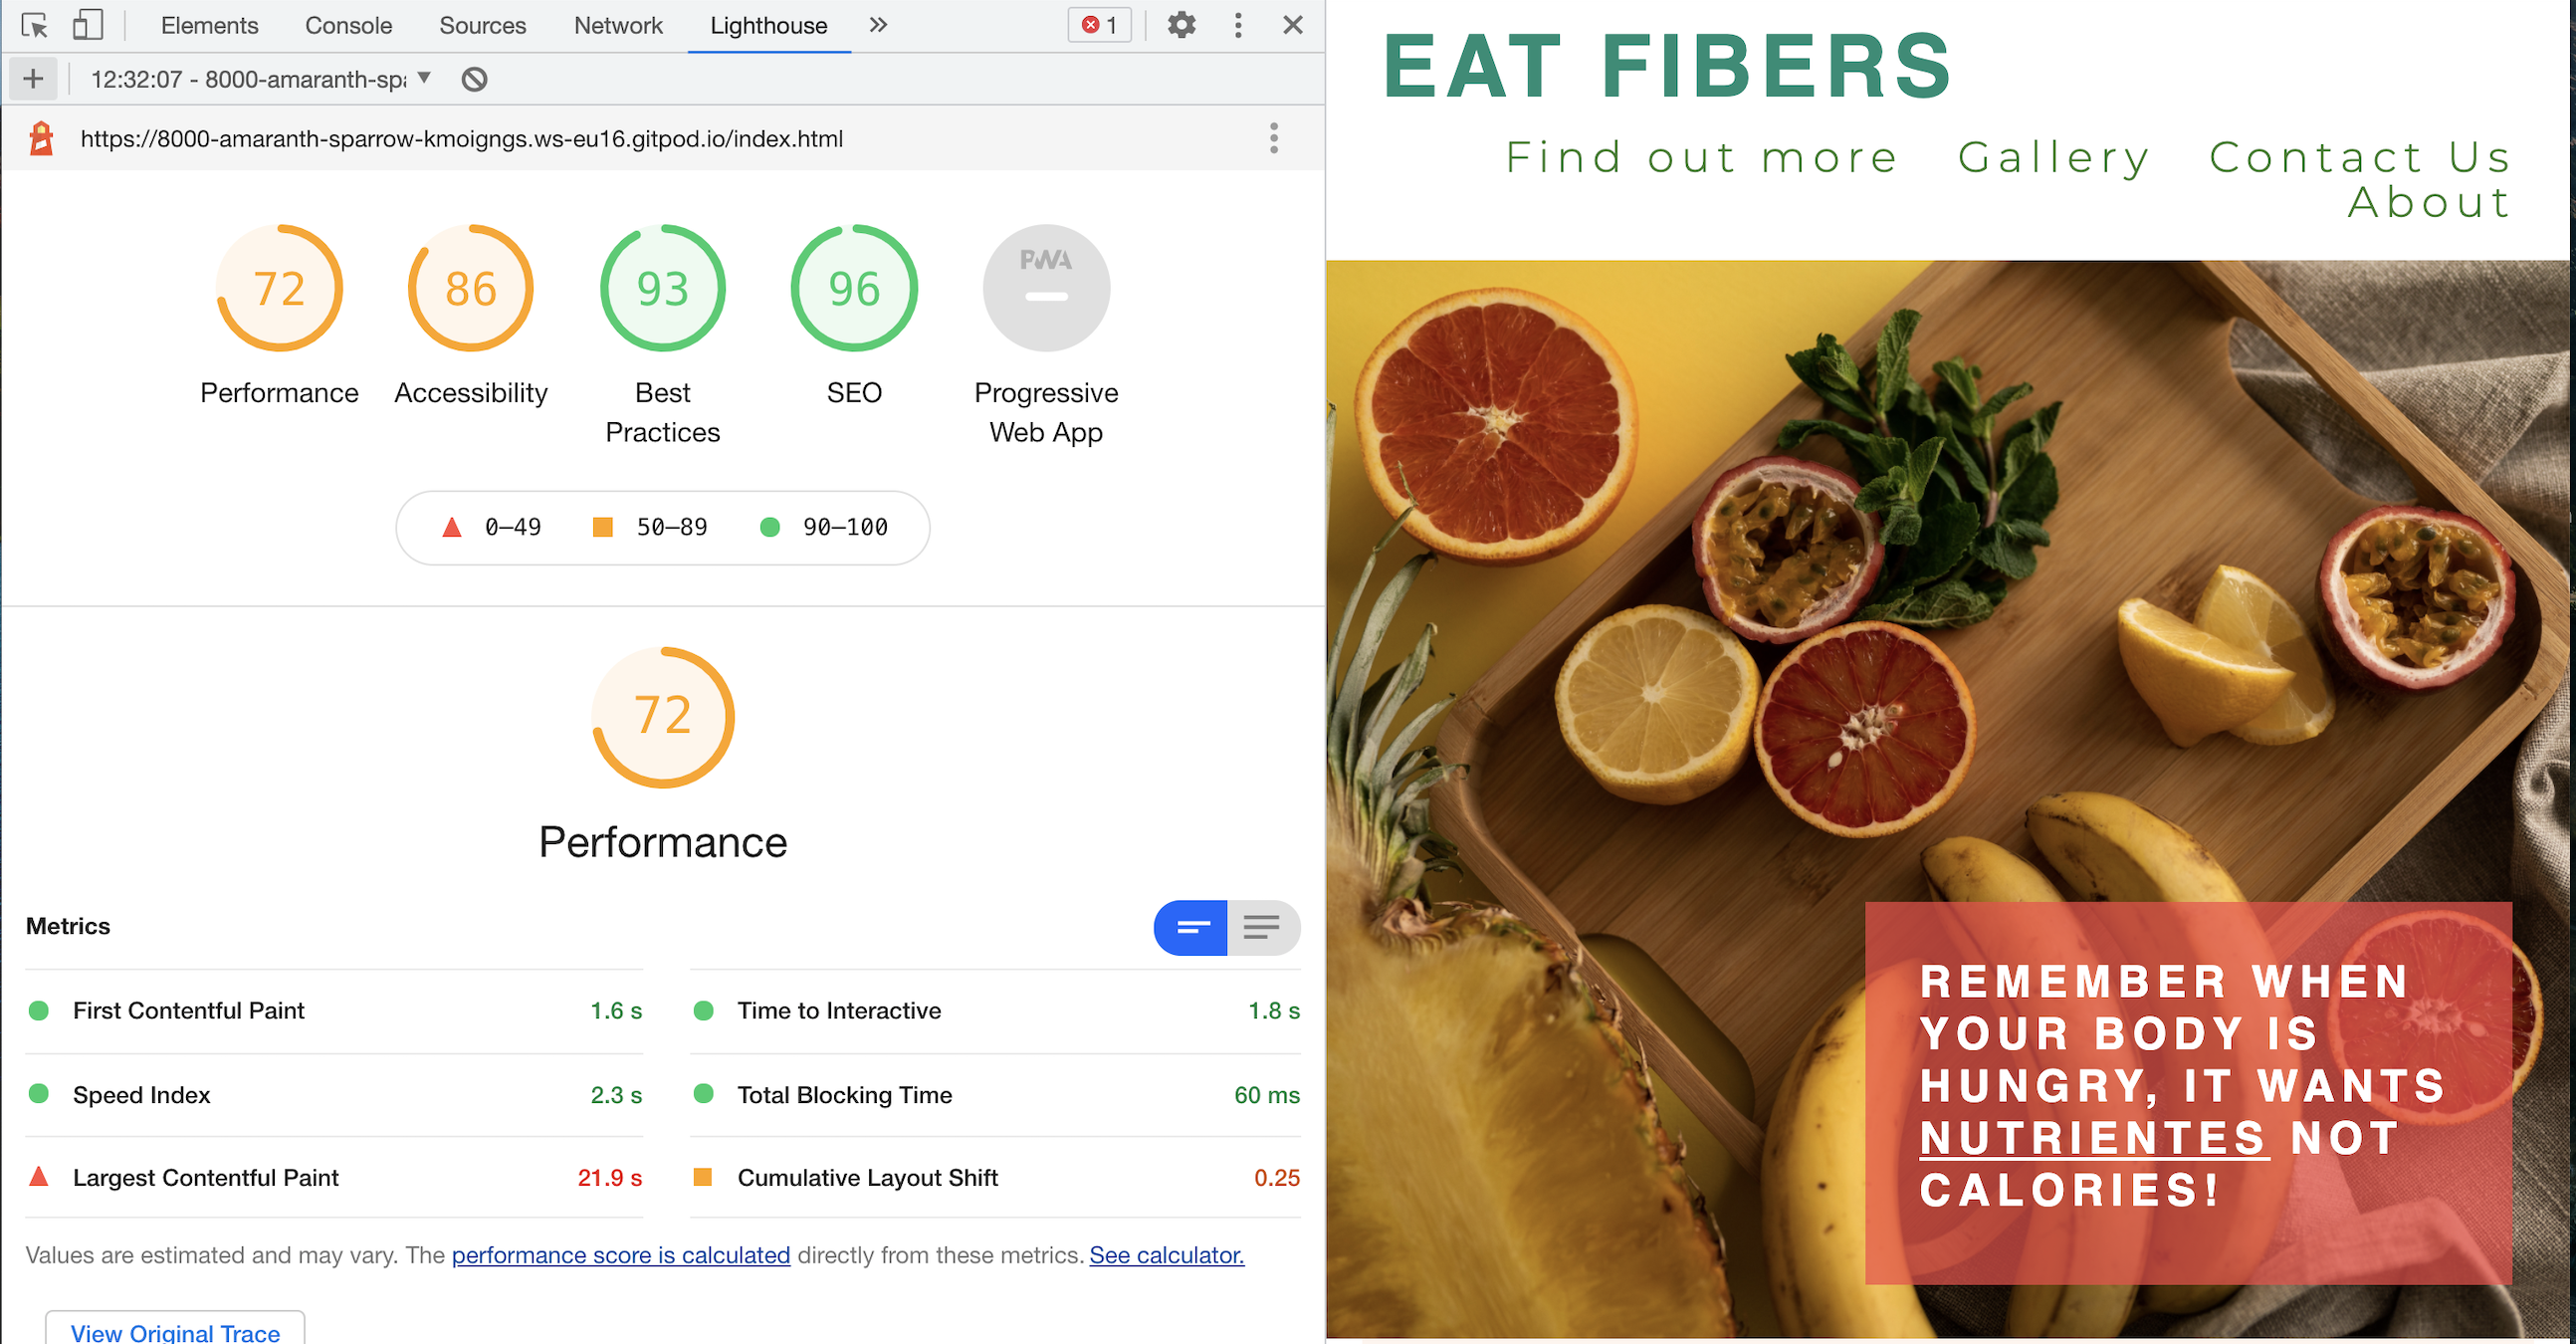 Elements Console Sources Network Lighthouse » 1
12:32:07 - 8000-amaranth-spa
https://8000-amaranth-sparrow-kmoigngs.ws-eu16.gitpod.io/index.html
72 86 93 96 PWA
Performance Accessibility Best Practices SEO Progressive Web App
0–49 50–89 90–100
72
Performance
Metrics
First Contentful Paint 1.6 s
Time to Interactive 1.8 s
Speed Index 2.3 s
Total Blocking Time 60 ms
Largest Contentful Paint 21.9 s
Cumulative Layout Shift 0.25
Values are estimated and may vary. The performance score is calculated directly from these metrics. See calculator.
View Original Trace
EAT FIBERS
Find out more Gallery Contact Us
About
REMEMBER WHEN
YOUR BODY IS
HUNGRY, IT WANTS
NUTRIENTES NOT
CALORIES!